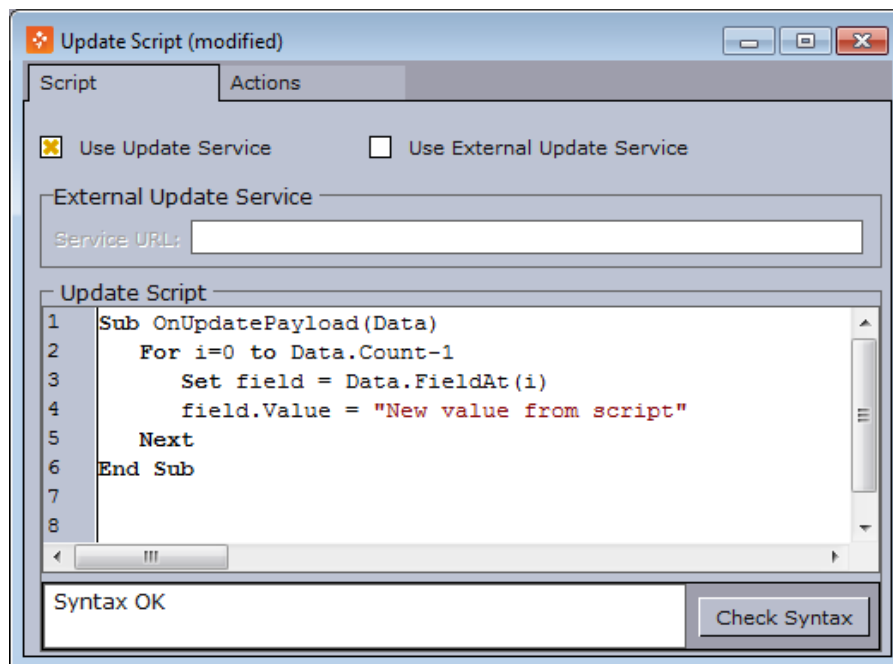 Update Script (modified)
Script Actions
Use Update Service Use External Update Service
External Update Service
Service URL:
Update Script
1 Sub OnUpdatePayload(Data)
2 For i=0 to Data.Count-1
3 Set field = Data.FieldAt(i)
4 field.Value = "New value from script"
5 Next
6 End Sub
7
8
Syntax OK
Check Syntax